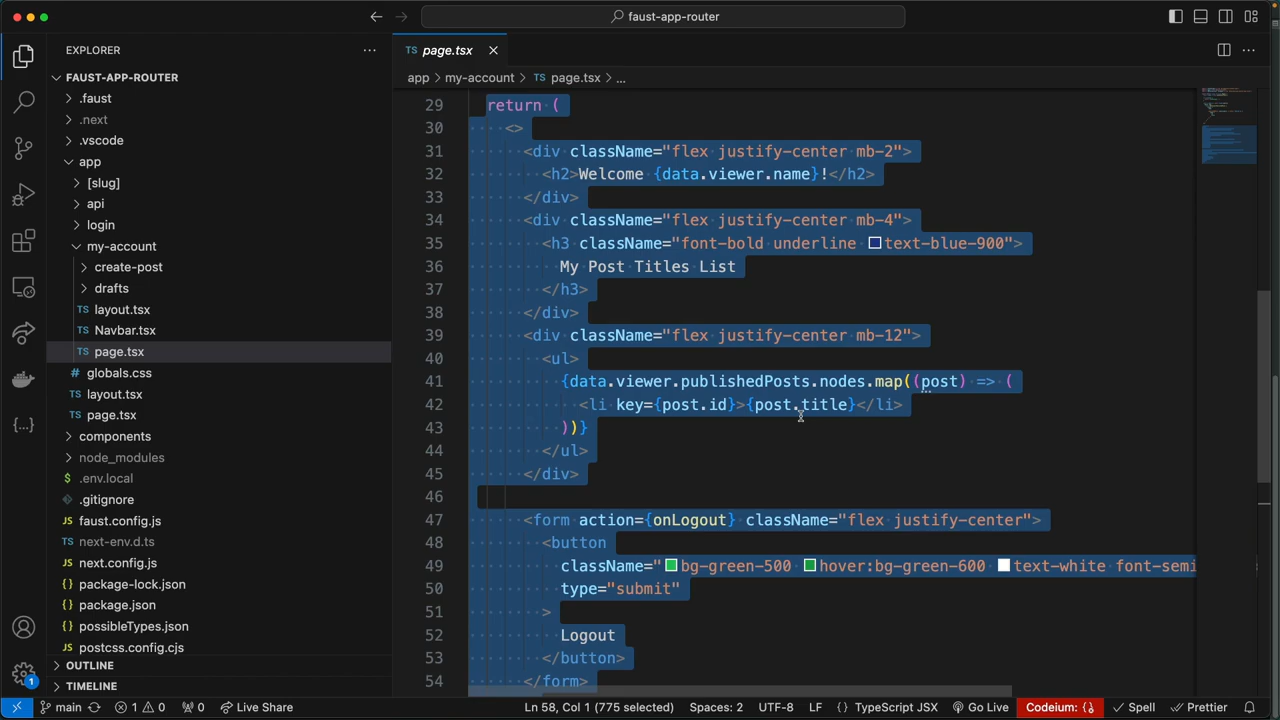 faust-app-router
EXPLORER
FAUST-APP-ROUTER
.faust
.next
.vscode
app
[slug]
api
login
my-account
create-post
drafts
TS layout.tsx
TS Navbar.tsx
TS page.tsx
# globals.css
TS layout.tsx
TS page.tsx
components
node_modules
$ .env.local
.gitignore
JS faust.config.js
TS next-env.d.ts
JS next.config.js
{} package-lock.json
{} package.json
{} possibleTypes.json
JS postcss.config.cjs
OUTLINE
TIMELINE
TS page.tsx
app > my-account > TS page.tsx > ...
29 return (
30 <>
31 <div className="flex justify-center mb-2">
32 <h2>Welcome {data.viewer.name}!</h2>
33 </div>
34 <div className="flex justify-center mb-4">
35 <h3 className="font-bold underline text-blue-900">
36 My Post Titles List
37 </h3>
38 </div>
39 <div className="flex justify-center mb-12">
40 <ul>
41 {data.viewer.publishedPosts.nodes.map((post) => (
42 <li key={post.id}>{post.title}</li>
43 ))}
44 </ul>
45 </div>
46
47 <form action={onLogout} className="flex justify-center">
48 <button
49 className="bg-green-500 hover:bg-green-600 text-white font-semi
50 type="submit"
51 >
52 Logout
53 </button>
54 </form>
1
main 1 0 0 Live Share Ln 58, Col 1 (775 selected) Spaces: 2 UTF-8 LF {} TypeScript JSX Go Live Codeium: {} Spell Prettier